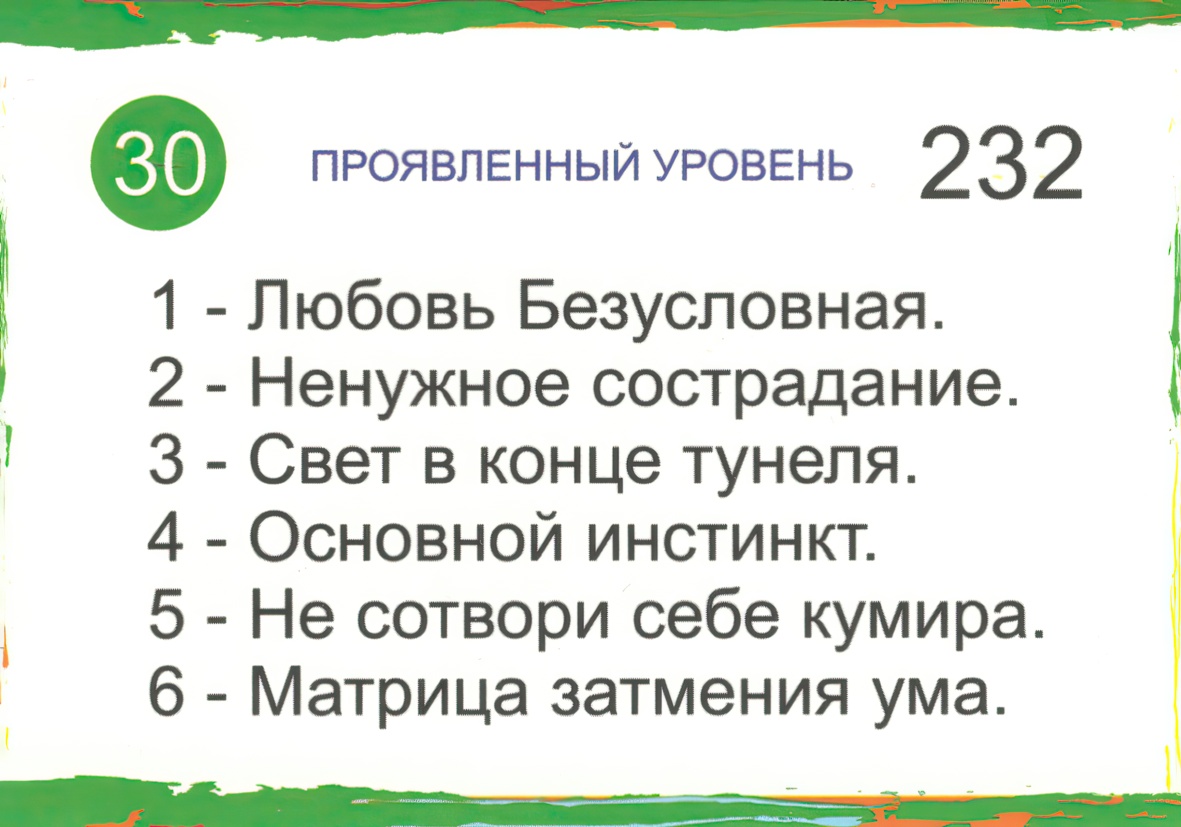 30 ПРОЯВЛЕННЫЙ УРОВЕНЬ 232
1 - Любовь Безусловная.
2 - Ненужное сострадание.
3 - Свет в конце тунеля.
4 - Основной инстинкт.
5 - Не сотвори себе кумира.
6 - Матрица затмения ума.